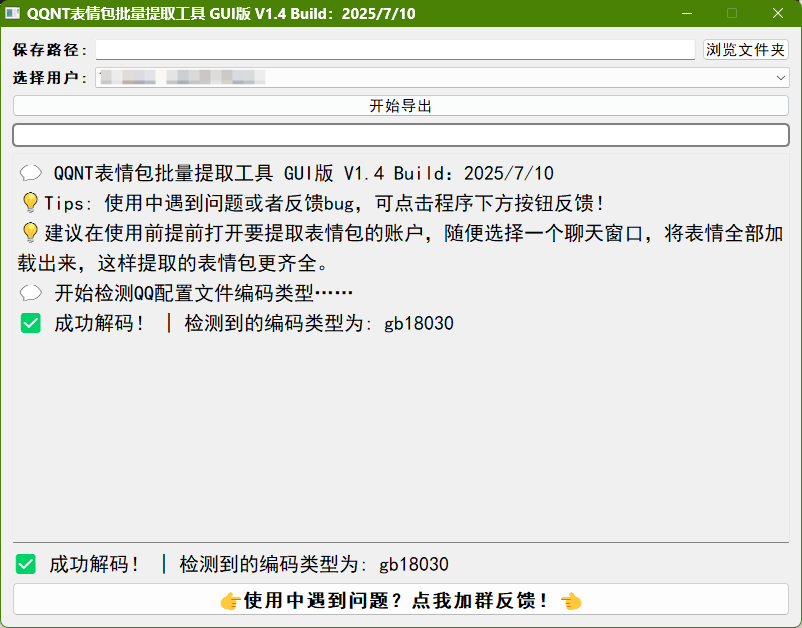 QQNT表情包批量提取工具 GUI版 V1.4 Build：2025/7/10
保存路径： 浏览文件夹
选择用户：
开始导出
💬 QQNT表情包批量提取工具 GUI版 V1.4 Build：2025/7/10
💡Tips: 使用中遇到问题或者反馈bug，可点击程序下方按钮反馈！
💡建议在使用前提前打开要提取表情包的账户，随便选择一个聊天窗口，将表情全部加
载出来，这样提取的表情包更齐全。
💬 开始检测QQ配置文件编码类型……
✅ 成功解码！ | 检测到的编码类型为: gb18030
✅ 成功解码！ | 检测到的编码类型为: gb18030
👉使用中遇到问题？点我加群反馈！👈